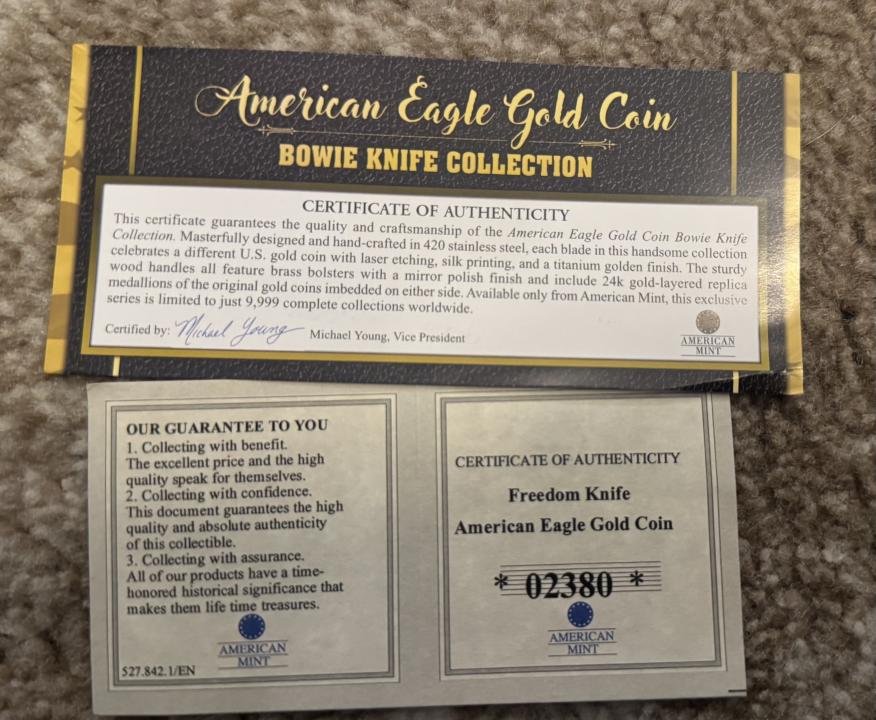 American Eagle Gold Coin
BOWIE KNIFE COLLECTION
CERTIFICATE OF AUTHENTICITY
This certificate guarantees the quality and craftsmanship of the American Eagle Gold Coin Bowie Knife
Collection. Masterfully designed and hand-crafted in 420 stainless steel, each blade in this handsome collection
celebrates a different U.S. gold coin with laser etching, silk printing, and a titanium golden finish. The sturdy
wood handles all feature brass bolsters with a mirror polish finish and include 24k gold-layered replica
medallions of the original gold coins imbedded on either side. Available only from American Mint, this exclusive
series is limited to just 9,999 complete collections worldwide.
Certified by: Michael Young Michael Young, Vice President
AMERICAN
MINT
OUR GUARANTEE TO YOU
1. Collecting with benefit.
The excellent price and the high
quality speak for themselves.
2. Collecting with confidence.
This document guarantees the high
quality and absolute authenticity
of this collectible.
3. Collecting with assurance.
All of our products have a time-
honored historical significance that
makes them life time treasures.
AMERICAN
MINT
527.842.1/EN
CERTIFICATE OF AUTHENTICITY
Freedom Knife
American Eagle Gold Coin
* 02380 *
AMERICAN
MINT